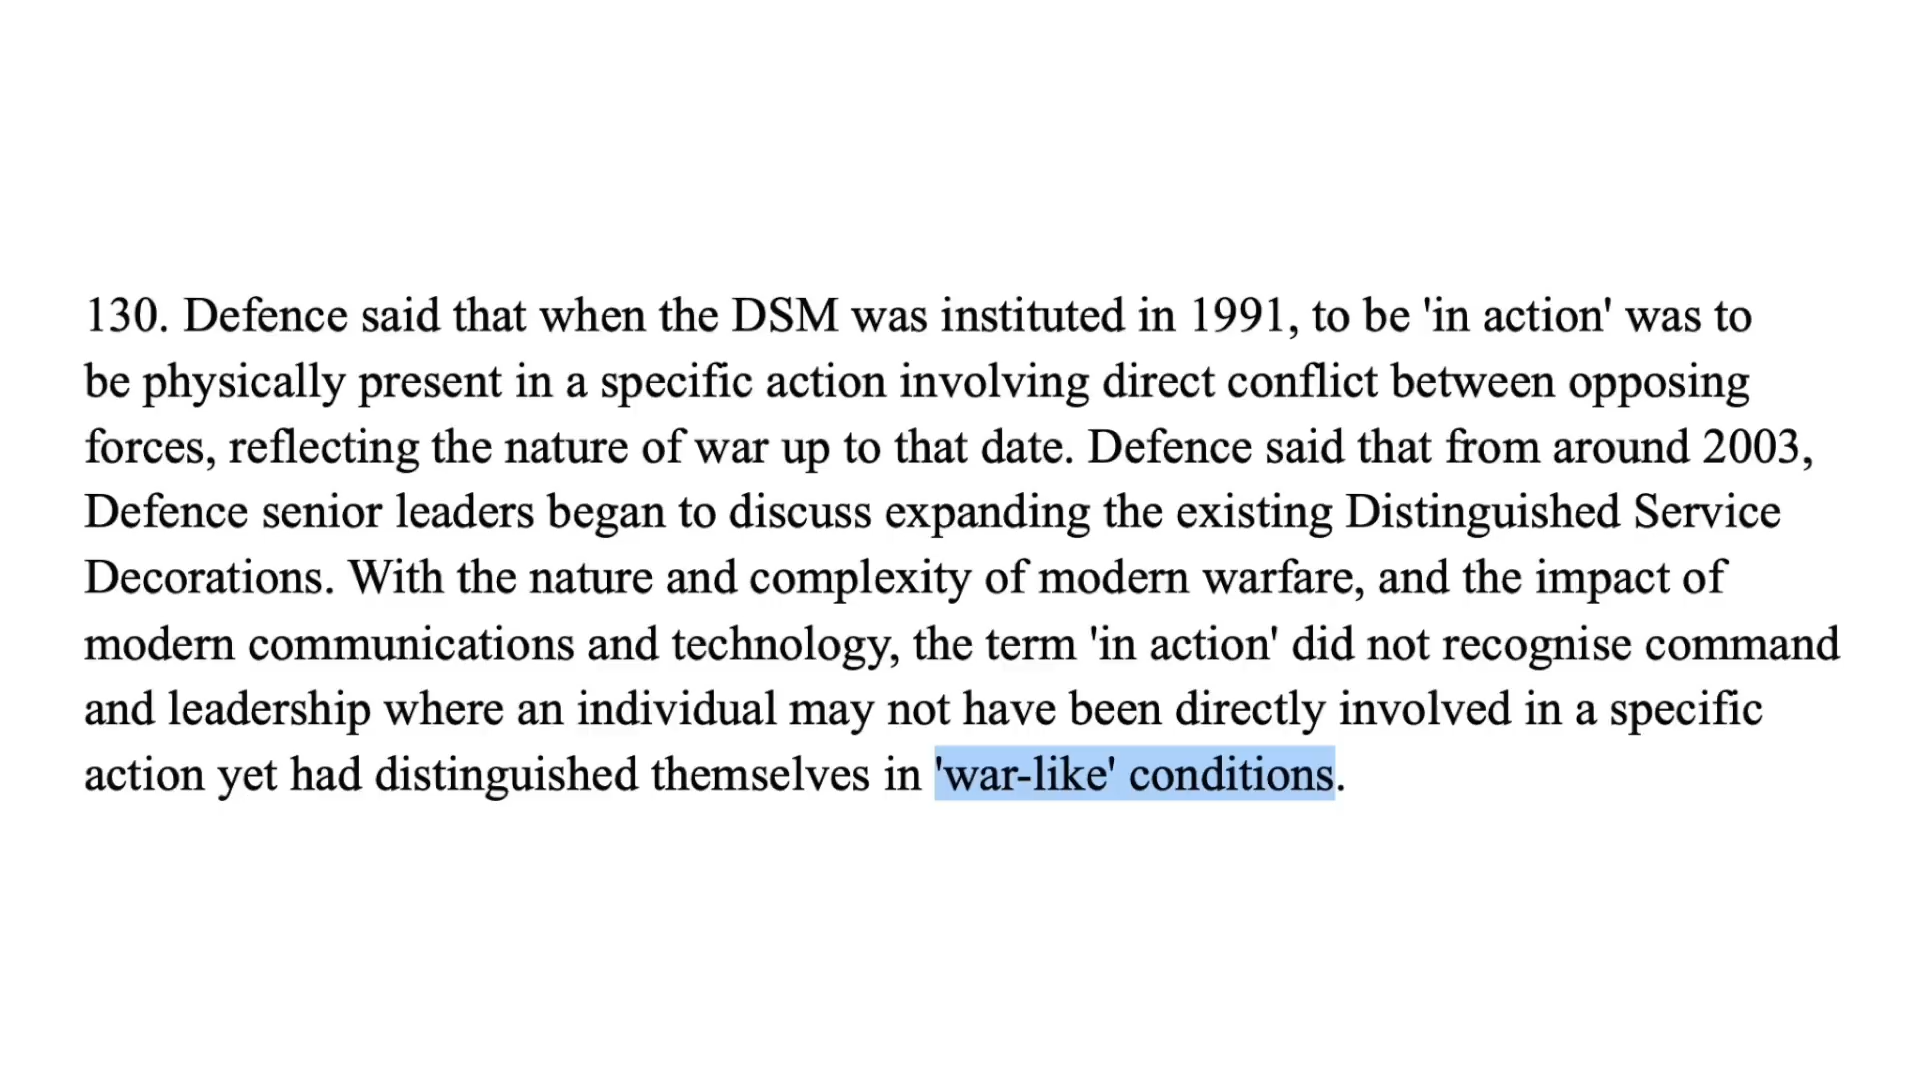 130. Defence said that when the DSM was instituted in 1991, to be 'in action' was to
be physically present in a specific action involving direct conflict between opposing
forces, reflecting the nature of war up to that date. Defence said that from around 2003,
Defence senior leaders began to discuss expanding the existing Distinguished Service
Decorations. With the nature and complexity of modern warfare, and the impact of
modern communications and technology, the term 'in action' did not recognise command
and leadership where an individual may not have been directly involved in a specific
action yet had distinguished themselves in 'war-like' conditions.